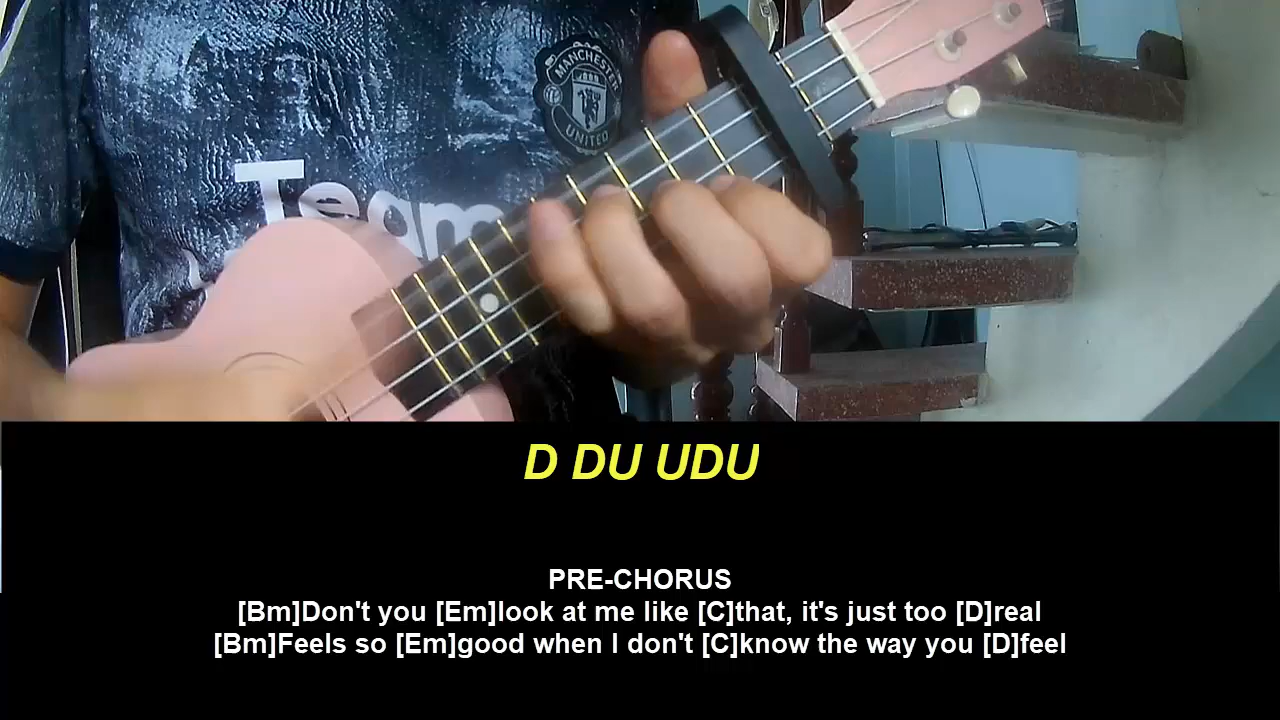 MANCHESTER
UNITED
Team
D DU UDU
PRE-CHORUS
[Bm]Don't you [Em]look at me like [C]that, it's just too [D]real
[Bm]Feels so [Em]good when I don't [C]know the way you [D]feel